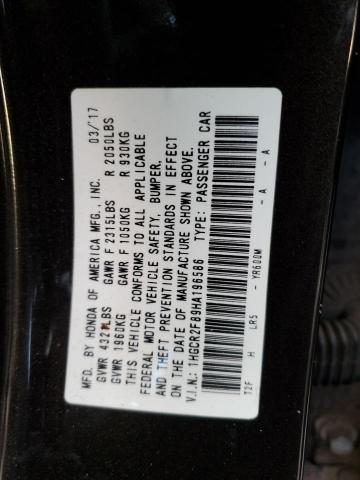 MFD. BY HONDA OF AMERICA MFG., INC. 03/'17
GVWR LBS GAWR F 2315LBS R 2050LBS
GVWR 1960KG GAWR F 1050KG R 930KG
THIS VEHICLE CONFORMS TO ALL APPLICABLE
FEDERAL MOTOR VEHICLE SAFETY, BUMPER,
AND THEFT PREVENTION STANDARDS IN EFFECT
ON THE DATE OF MANUFACTURE SHOWN ABOVE.
V.I.N.: 1HGCR2F89HA196586 TYPE: PASSENGER CAR
T2F H LR5 - YR600M - A - A